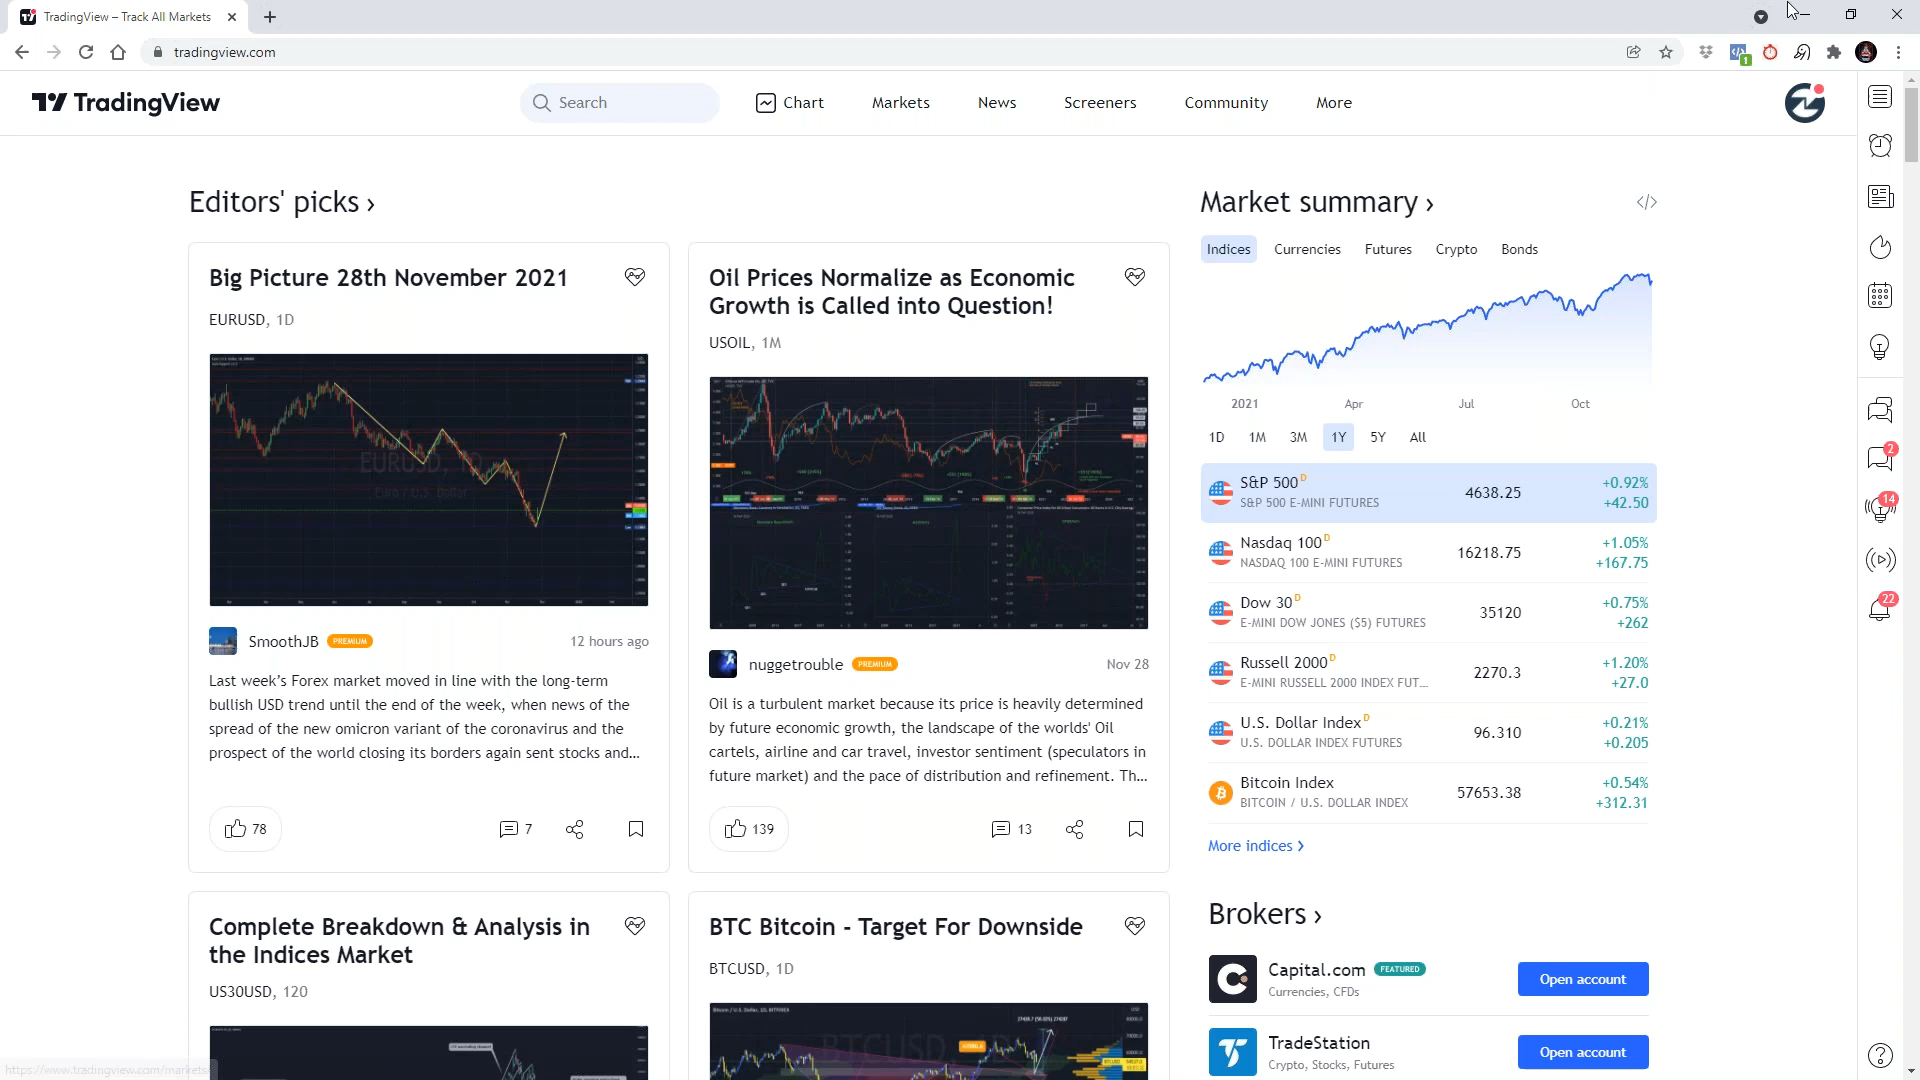 TradingView – Track All Markets
tradingview.com
1
TradingView
Search
Chart
Markets
News
Screeners
Community
More
Editors' picks ›
Big Picture 28th November 2021
EURUSD, 1D
EURUSD, 1D
Euro / U.S. Dollar
SmoothJB
PREMIUM
12 hours ago
Last week's Forex market moved in line with the long-term
bullish USD trend until the end of the week, when news of the
spread of the new omicron variant of the coronavirus and the
prospect of the world closing its borders again sent stocks and...
78
7
Oil Prices Normalize as Economic
Growth is Called into Question!
USOIL, 1M
nuggetrouble
PREMIUM
Nov 28
Oil is a turbulent market because its price is heavily determined
by future economic growth, the landscape of the worlds' Oil
cartels, airline and car travel, investor sentiment (speculators in
future market) and the pace of distribution and refinement. Th...
139
13
Complete Breakdown & Analysis in
the Indices Market
US30USD, 120
BTC Bitcoin - Target For Downside
BTCUSD, 1D
BTCUSD
Market summary ›
</>
Indices
Currencies
Futures
Crypto
Bonds
2021
Apr
Jul
Oct
1D
1M
3M
1Y
5Y
All
S&P 500 D
S&P 500 E-MINI FUTURES
4638.25
+0.92%
+42.50
Nasdaq 100 D
NASDAQ 100 E-MINI FUTURES
16218.75
+1.05%
+167.75
Dow 30 D
E-MINI DOW JONES ($5) FUTURES
35120
+0.75%
+262
Russell 2000 D
E-MINI RUSSELL 2000 INDEX FUT...
2270.3
+1.20%
+27.0
U.S. Dollar Index D
U.S. DOLLAR INDEX FUTURES
96.310
+0.21%
+0.205
Bitcoin Index
BITCOIN / U.S. DOLLAR INDEX
57653.38
+0.54%
+312.31
More indices ›
Brokers ›
Capital.com
FEATURED
Currencies, CFDs
Open account
TradeStation
Crypto, Stocks, Futures
Open account
2
14
22
https://www.tradingview.com/markets/